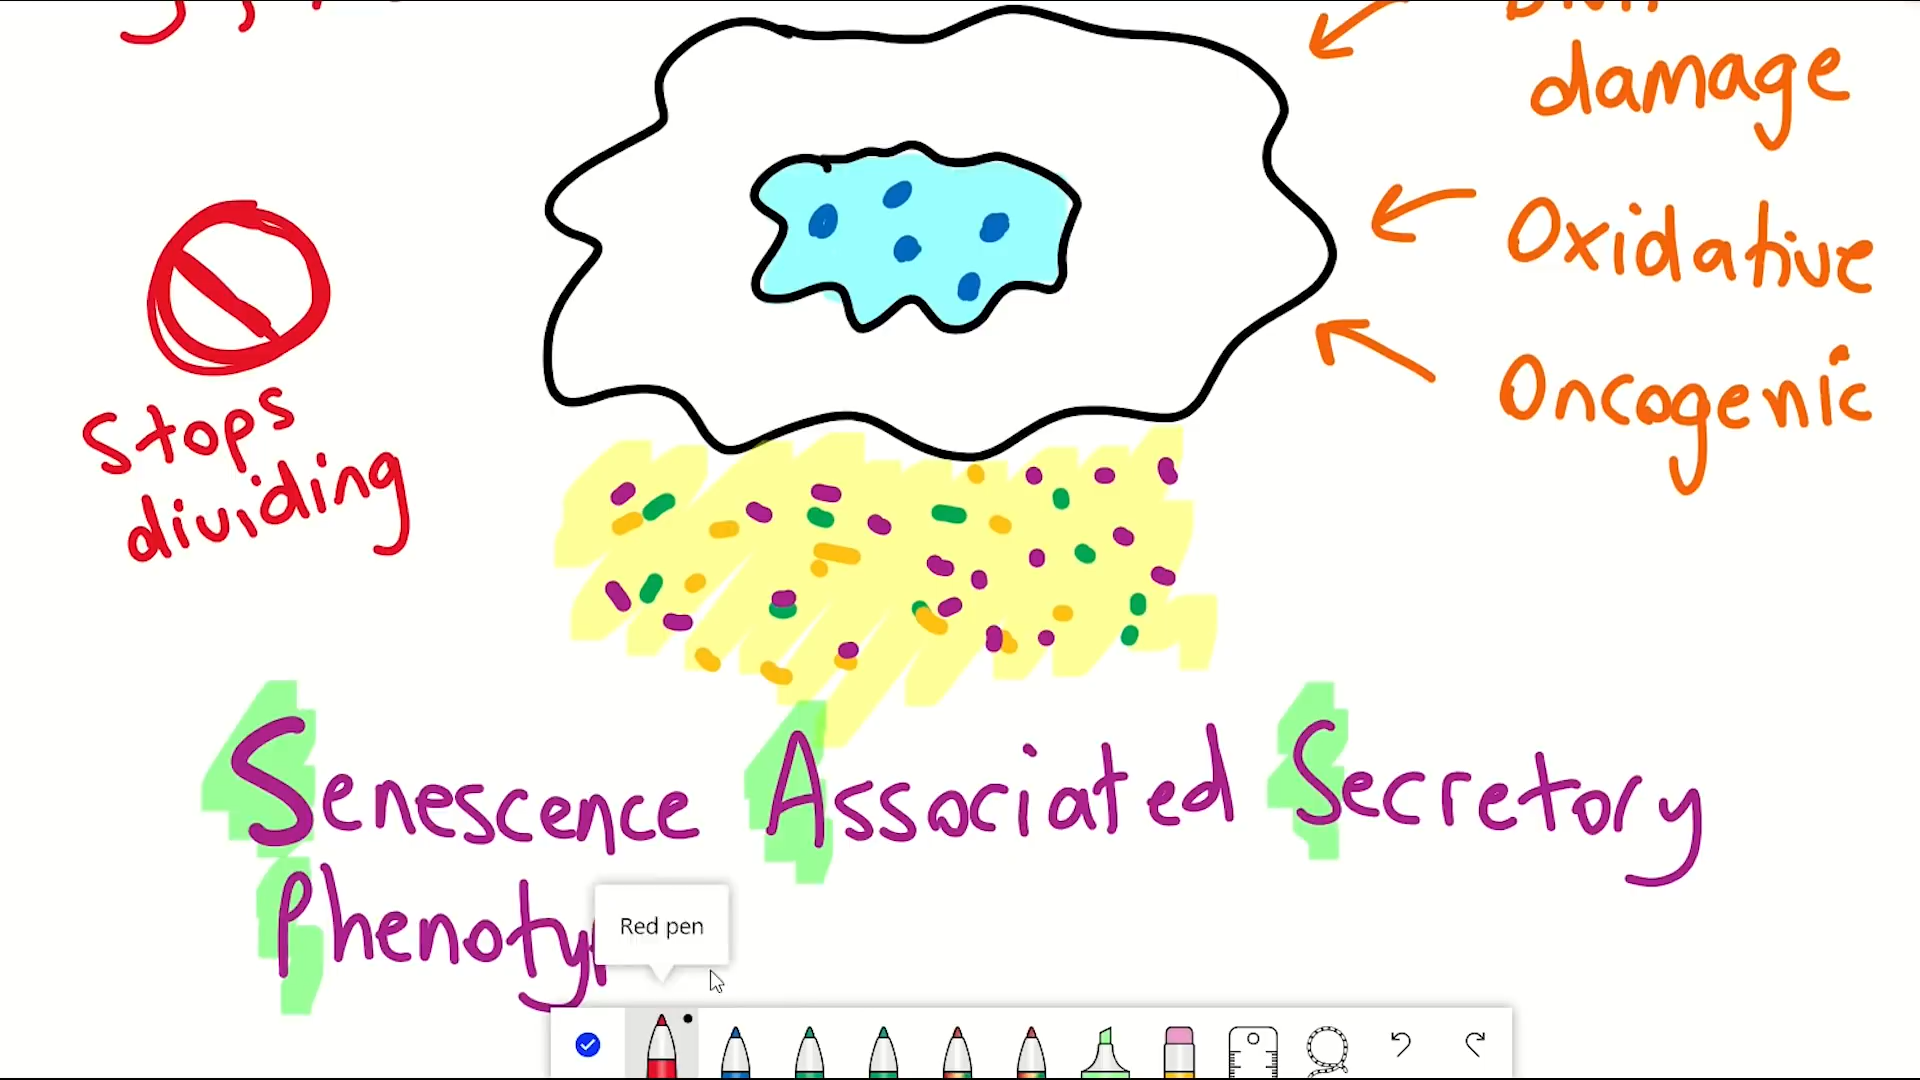 damage
Oxidative
Oncogenic
Stops
dividing
Senescence Associated Secretory
Phenoty
Red pen